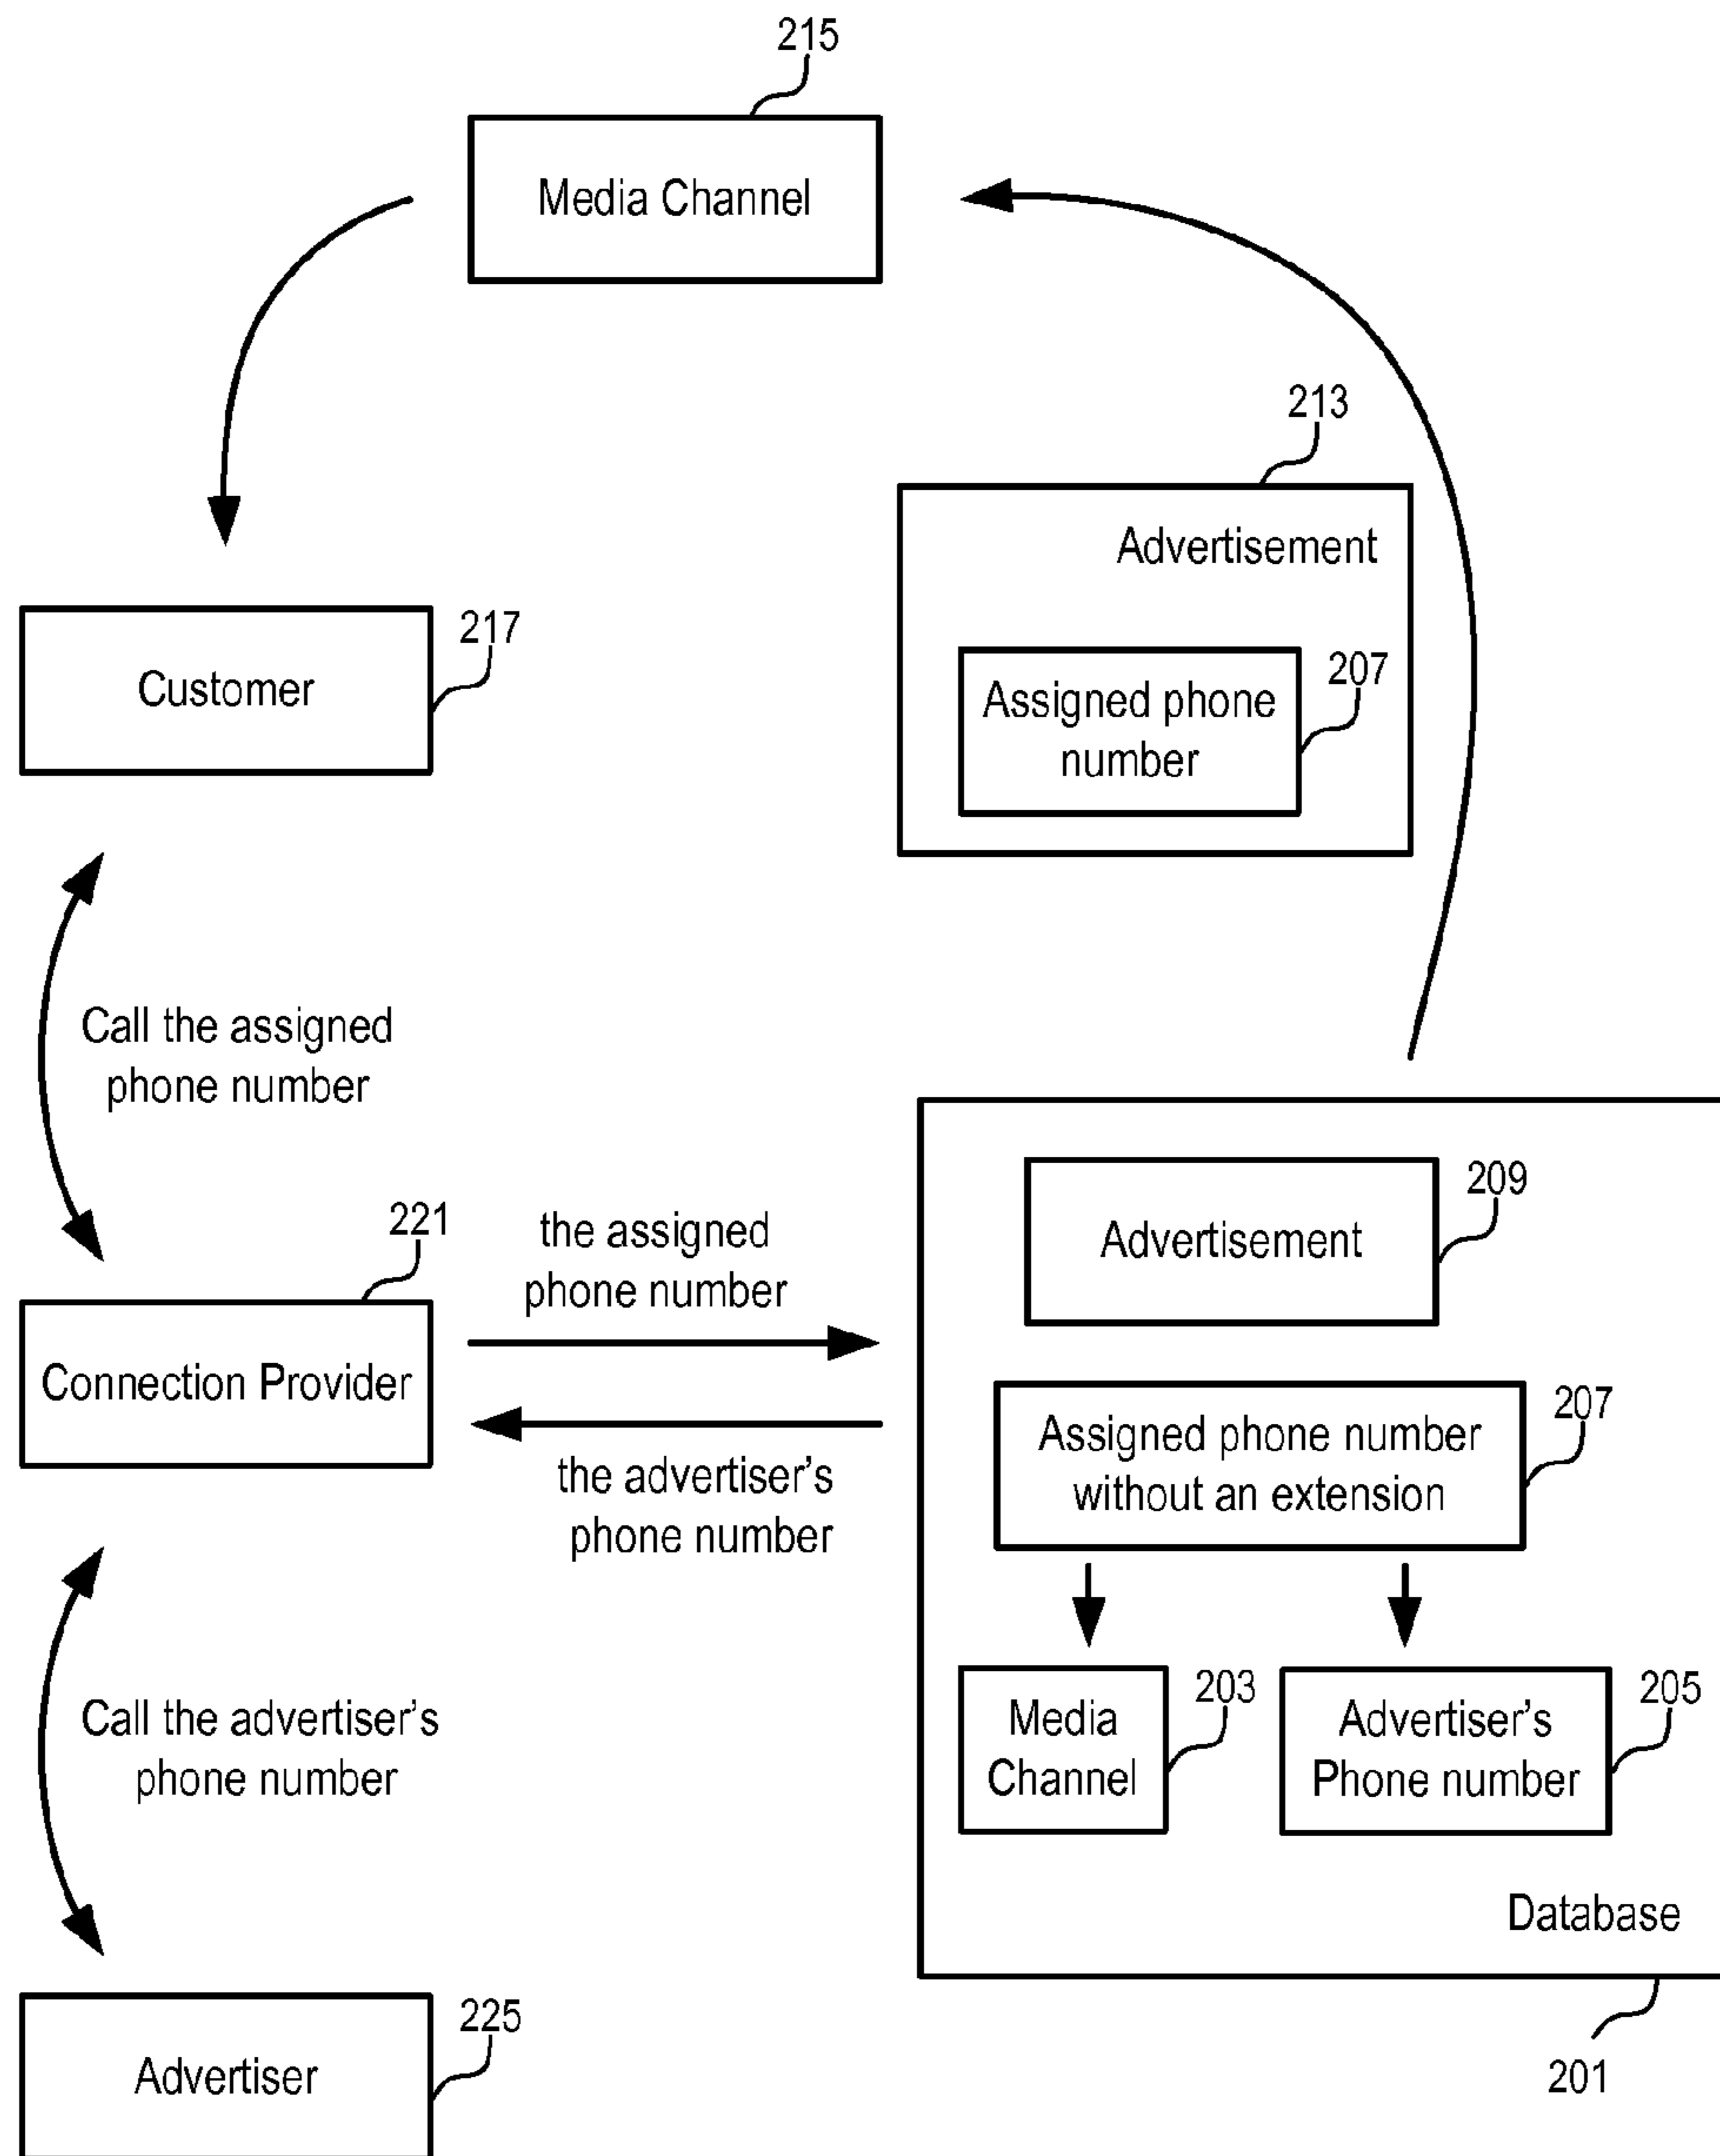 215
Media Channel
213
Advertisement
207
Assigned phone
number
217
Customer
Call the assigned
phone number
221
Connection Provider
the assigned
phone number
the advertiser's
phone number
209
Advertisement
207
Assigned phone number
without an extension
203
Media
Channel
205
Advertiser's
Phone number
Database
201
Call the advertiser's
phone number
225
Advertiser